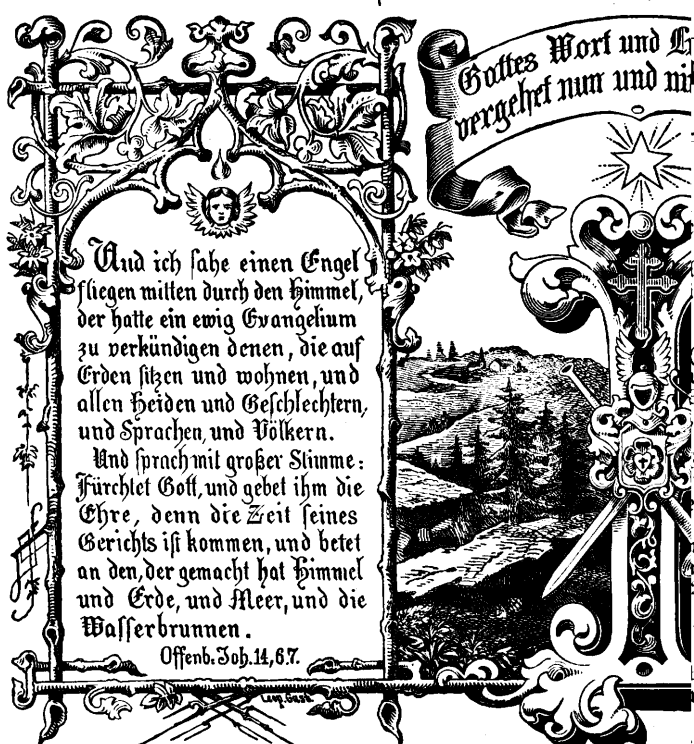 Gottes Wort und
vergehet nun und
Und ich sahe einen Engel
fliegen mitten durch den Himmel,
der hatte ein ewig Evangelium
zu verkündigen denen, die auf
Erden sitzen und wohnen, und
allen Heiden und Geschlechtern,
und Sprachen, und Völkern.
Und sprach mit großer Stimme:
Fürchtet Gott, und gebet ihm die
Ehre, denn die Zeit seines
Gerichts ist kommen, und betet
an den, der gemacht hat Himmel
und Erde, und Meer, und die
Wasserbrunnen.
Offenb. Joh. 14, 6.7.